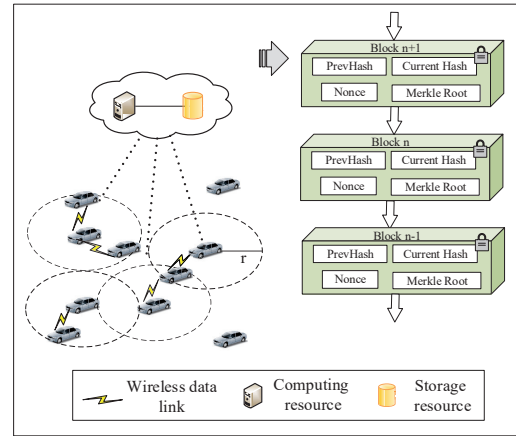 Block n+1
PrevHash
Current Hash
Nonce
Merkle Root
Block n
PrevHash
Current Hash
Nonce
Merkle Root
Block n-1
PrevHash
Current Hash
Nonce
Merkle Root
r
Wireless data
link
Computing
resource
Storage
resource